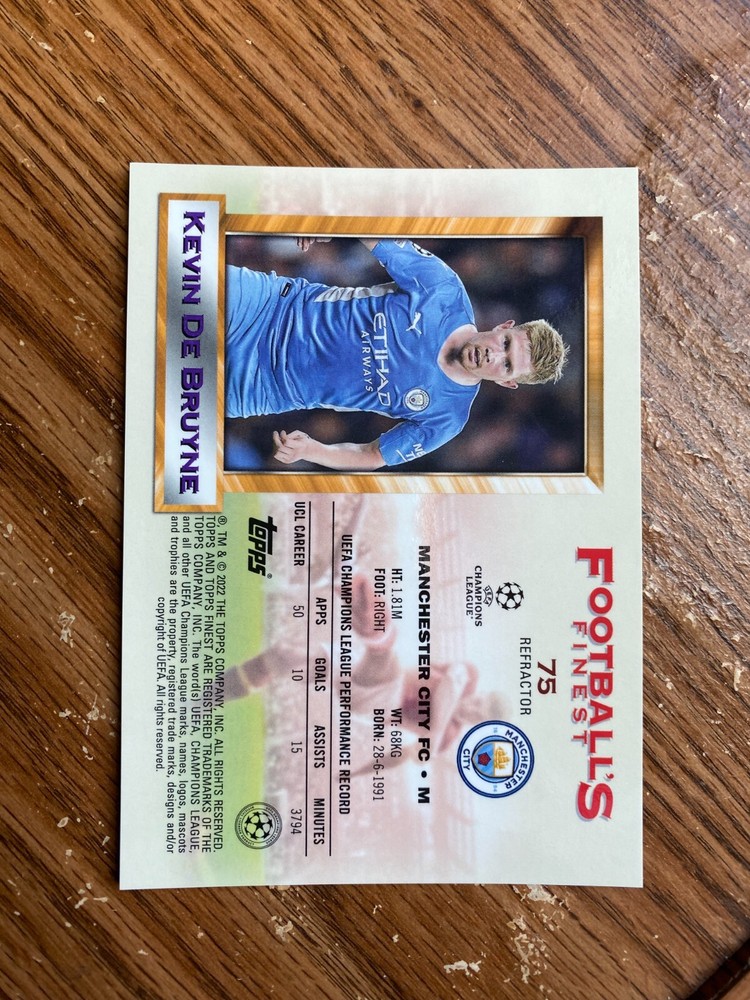 FOOTBALL'S
FINEST
75
REFRACTOR
UEFA
CHAMPIONS
LEAGUE
MANCHESTER
CITY
MANCHESTER CITY FC • M
HT: 1.81M WT: 68KG
FOOT: RIGHT BORN: 28-6-1991
UEFA CHAMPIONS LEAGUE PERFORMANCE RECORD
APPS GOALS ASSISTS MINUTES
UCL CAREER 50 10 15 3794
topps®
®, TM & © 2022 THE TOPPS COMPANY, INC. ALL RIGHTS RESERVED.
TOPPS AND TOPPS FINEST ARE REGISTERED TRADEMARKS OF THE
TOPPS COMPANY, INC. The word(s) UEFA, CHAMPIONS LEAGUE,
and all other UEFA Champions League marks, names, logos, mascots
and trophies are the property, registered trade marks, designs and/or
copyright of UEFA. All rights reserved.
ETIHAD
AIRWAYS
KEVIN DE BRUYNE